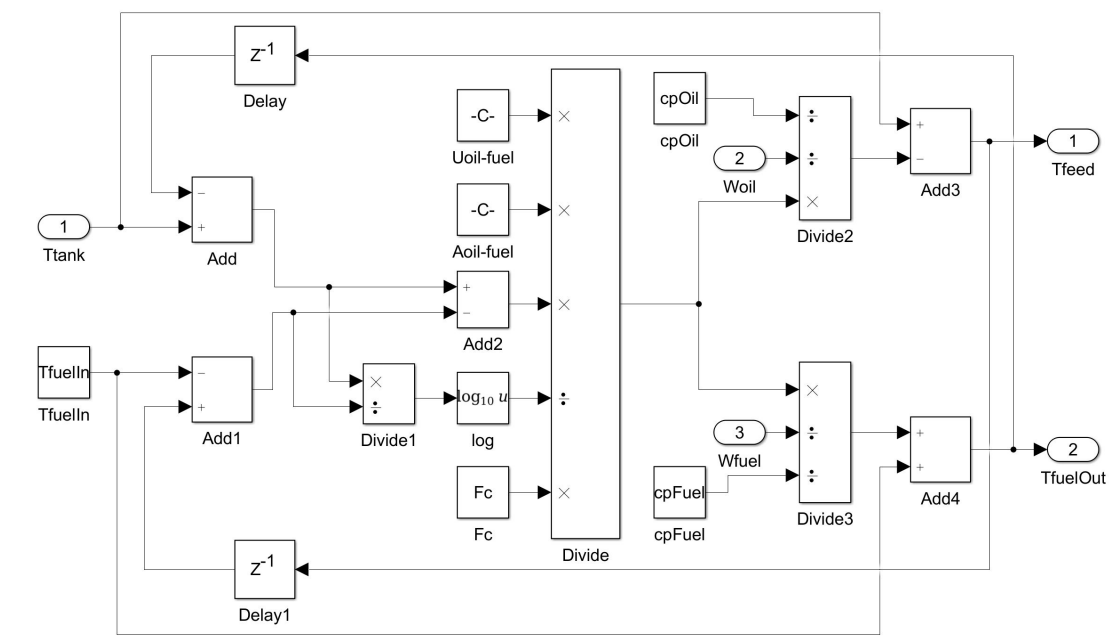 Z-1
Delay
-C-
Uoil-fuel
-C-
Aoil-fuel
1
Ttank
−
+
Add
TfuelIn
TfuelIn
−
+
Add1
+
−
Add2
×
÷
Divide1
log10 u
log
Fc
Fc
×
×
×
÷
×
Divide
cpOil
cpOil
2
Woil
÷
÷
×
Divide2
+
−
Add3
1
Tfeed
3
Wfuel
cpFuel
cpFuel
×
÷
÷
Divide3
+
+
Add4
2
TfuelOut
Z-1
Delay1